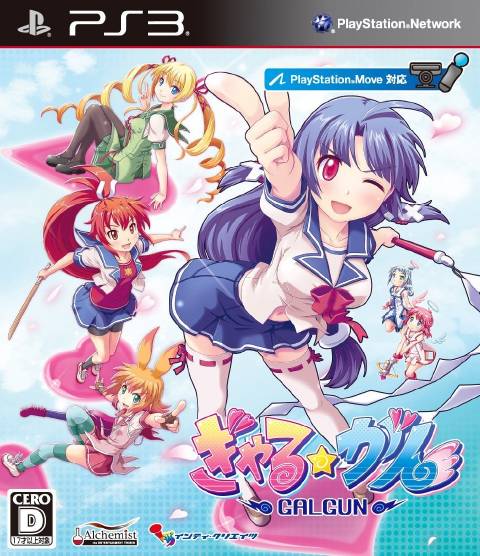 PS3
PlayStation®Network
PlayStation®Move 対応
ぎゃる☆がん
GALGUN
CERO
D
17才以上対象
Alchemist
インティ・クリエイツ